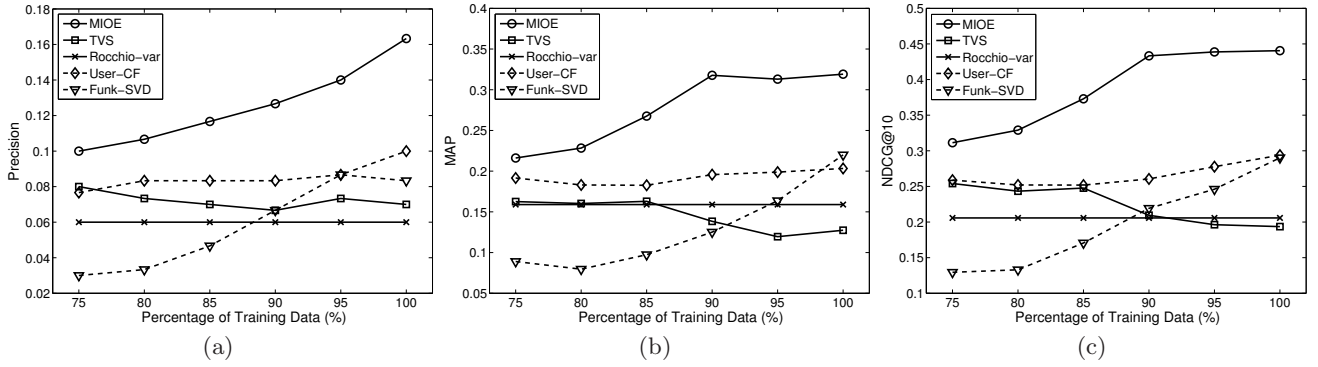 0.18
0.16
0.14
0.12
0.1
0.08
0.06
0.04
0.02
Precision
MIOE
TVS
Rocchio-var
User-CF
Funk-SVD
75 80 85 90 95 100
Percentage of Training Data (%)
(a)
0.4
0.35
0.3
0.25
0.2
0.15
0.1
0.05
MAP
MIOE
TVS
Rocchio-var
User-CF
Funk-SVD
75 80 85 90 95 100
Percentage of Training Data (%)
(b)
0.5
0.45
0.4
0.35
0.3
0.25
0.2
0.15
0.1
NDCG@10
MIOE
TVS
Rocchio-var
User-CF
Funk-SVD
75 80 85 90 95 100
Percentage of Training Data (%)
(c)